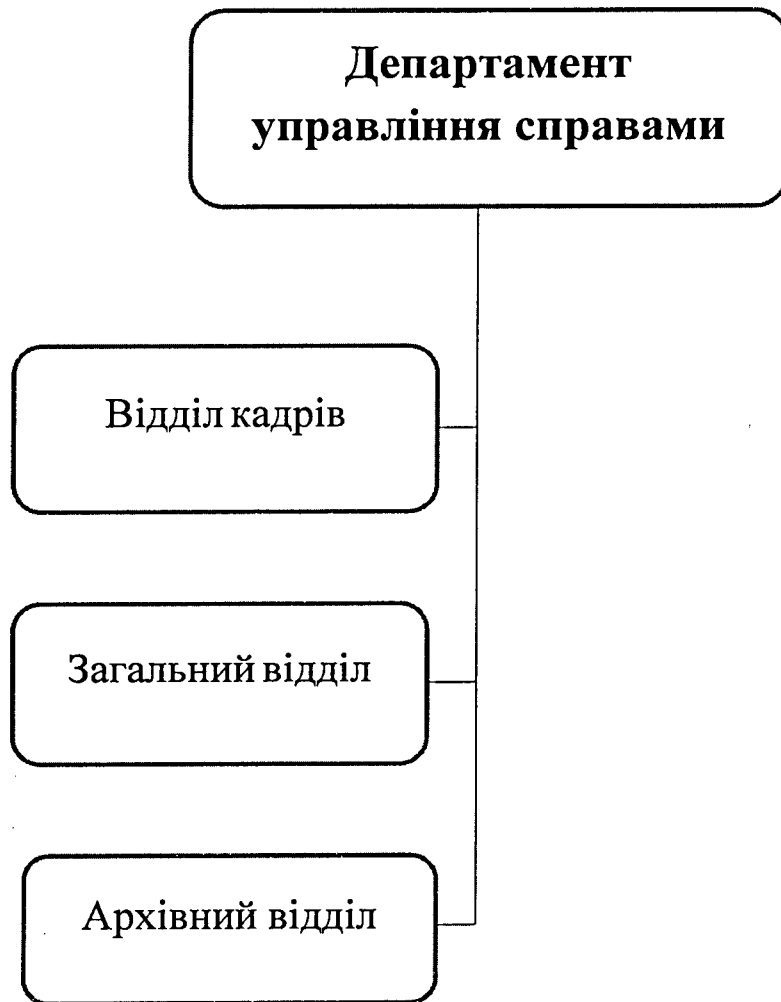 Департамент
управління справами
Відділ кадрів
Загальний відділ
Архівний відділ